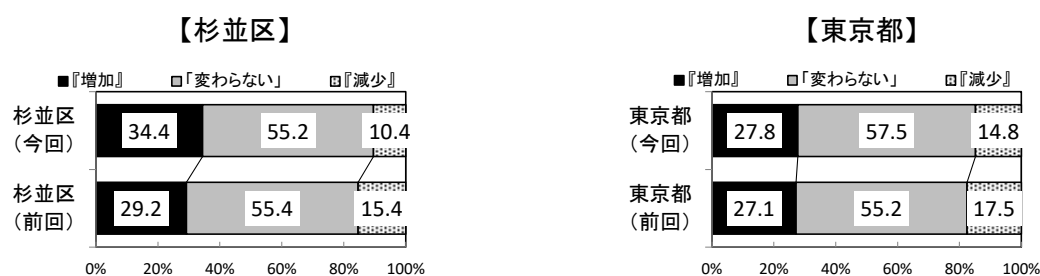 【杉並区】
■『増加』 □「変わらない」 □『減少』
杉並区
（今回）
34.4 55.2 10.4
杉並区
（前回）
29.2 55.4 15.4
0% 20% 40% 60% 80% 100%
【東京都】
■『増加』 □「変わらない」 □『減少』
東京都
（今回）
27.8 57.5 14.8
東京都
（前回）
27.1 55.2 17.5
0% 20% 40% 60% 80% 100%